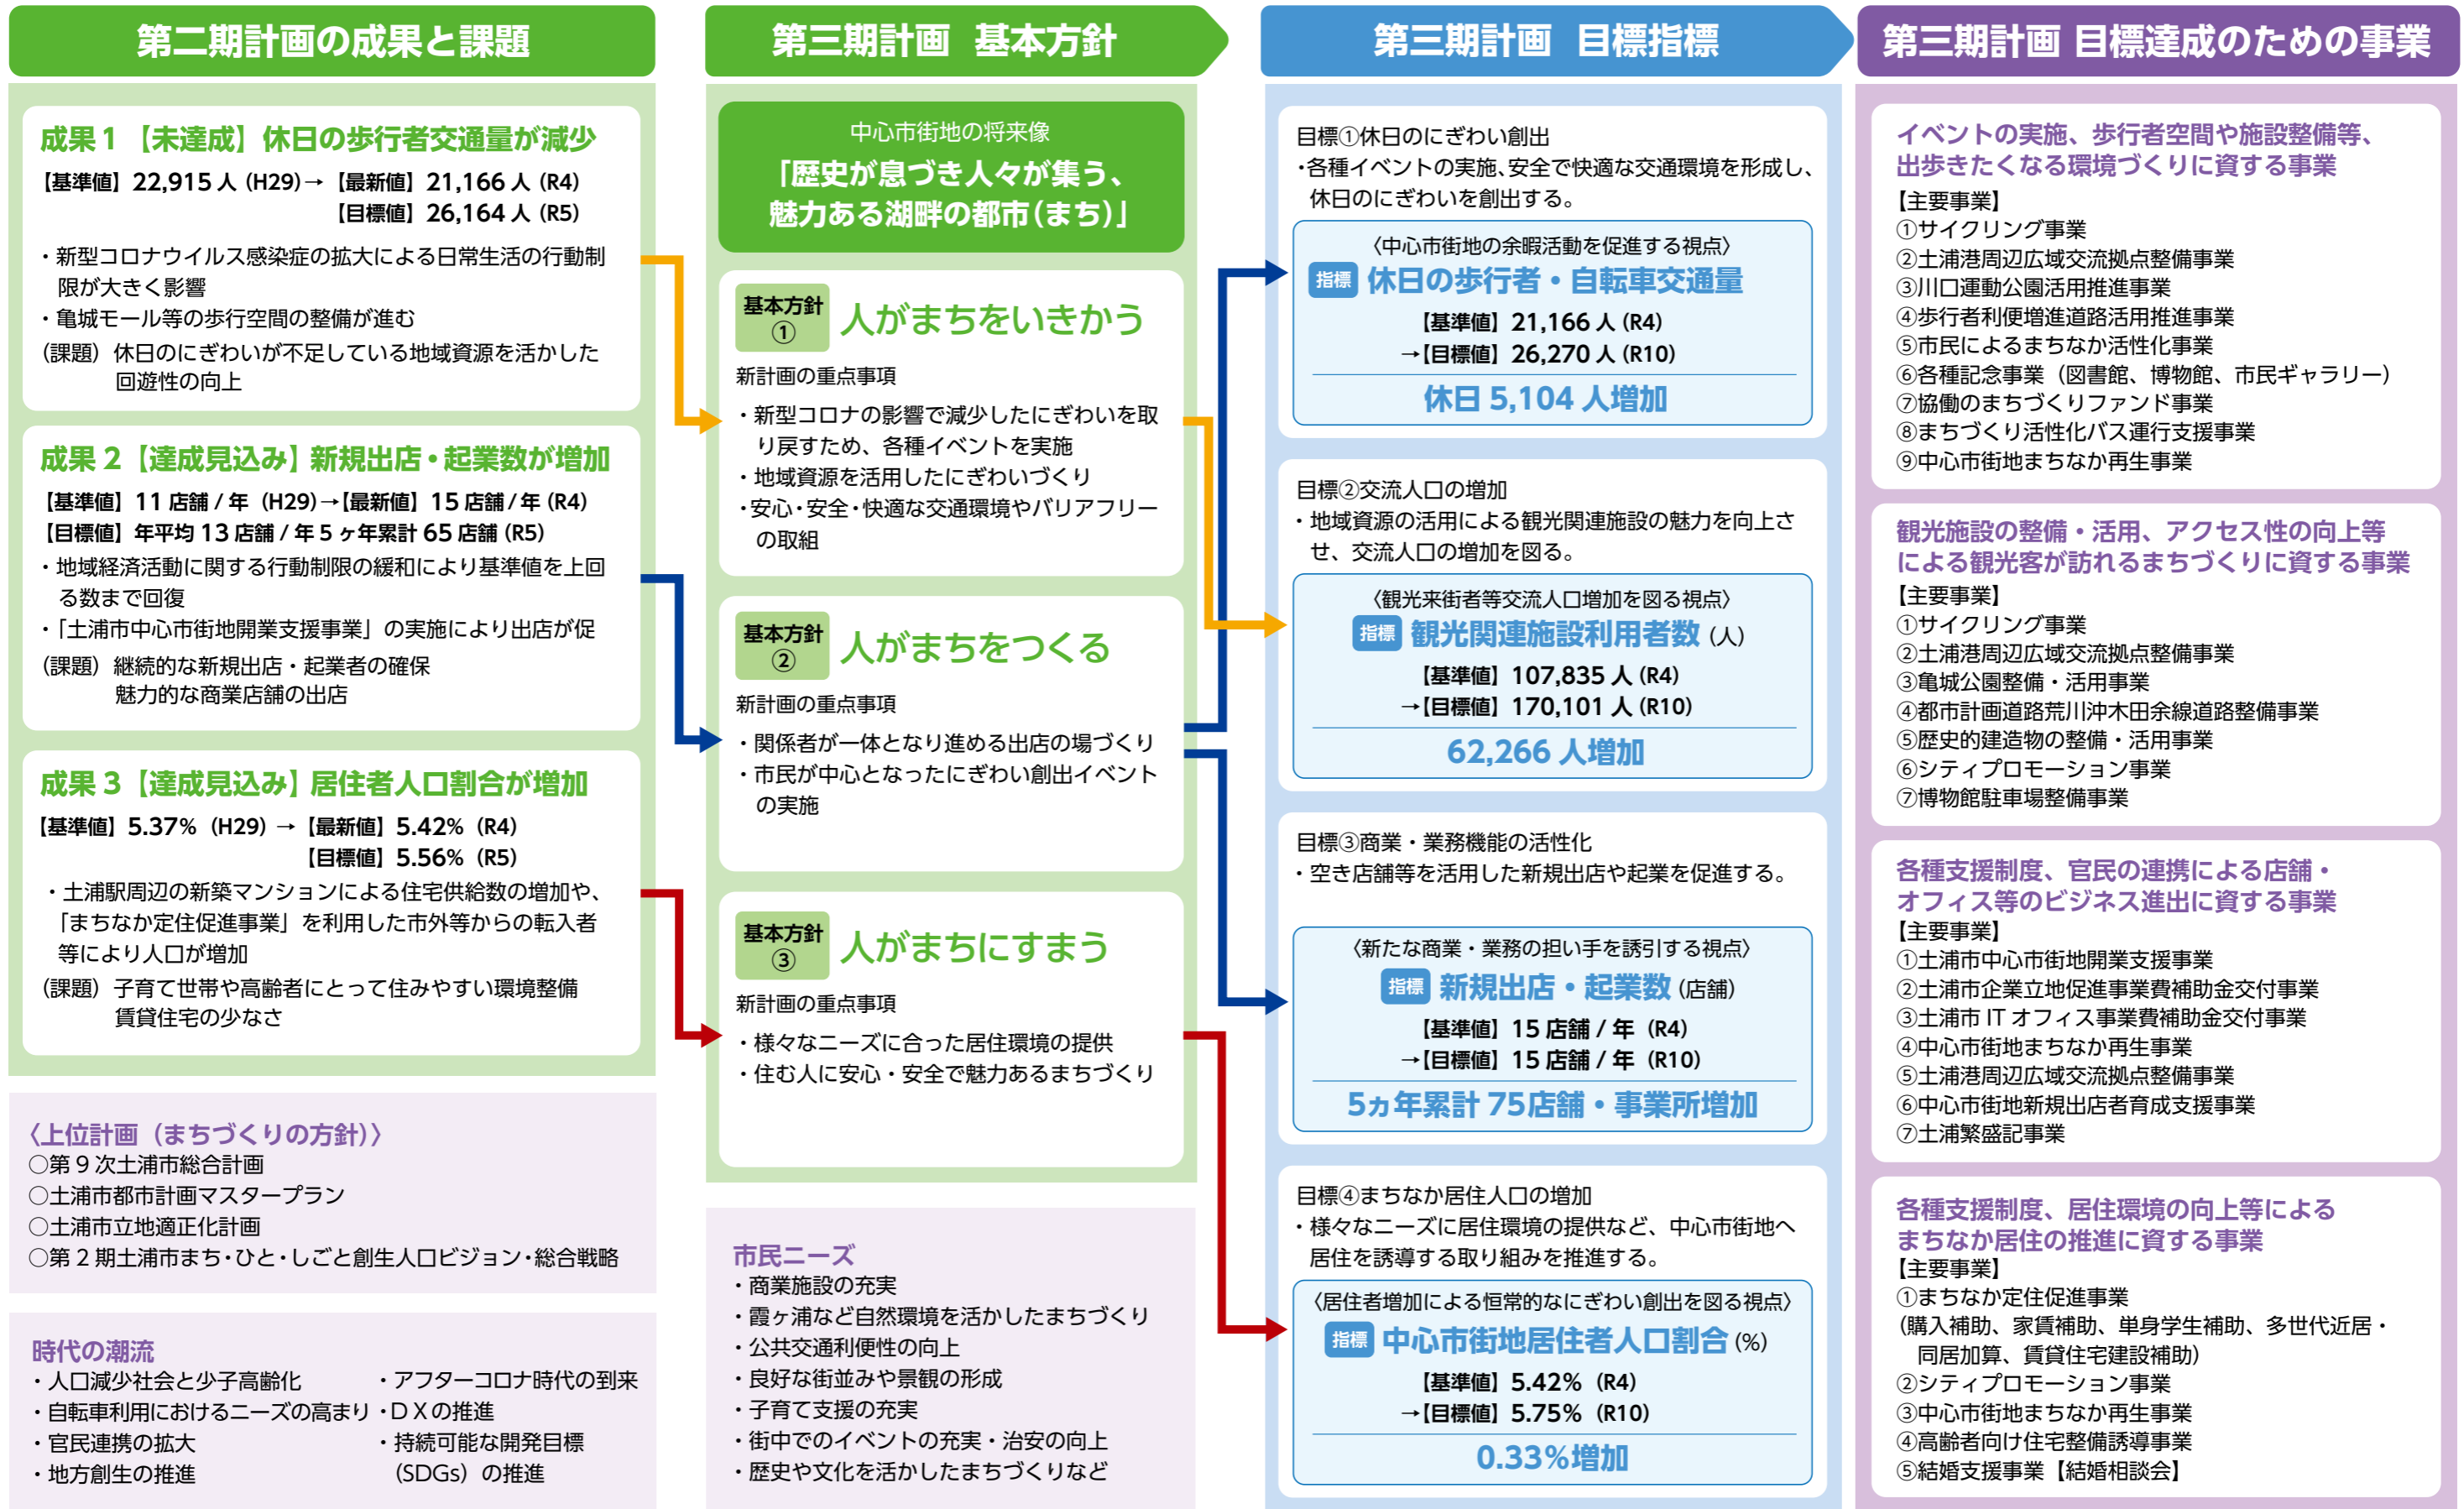 第二期計画の成果と課題
成果1【未達成】休日の歩行者交通量が減少
【基準値】22,915人(H29)→【最新値】21,166人(R4)
【目標値】26,164人(R5)
・新型コロナウイルス感染症の拡大による日常生活の行動制
限が大きく影響
・亀城モール等の歩行空間の整備が進む
(課題)休日のにぎわいが不足している地域資源を活かした
回遊性の向上
成果2【達成見込み】新規出店・起業数が増加
【基準値】11店舗/年(H29)→【最新値】15店舗/年(R4)
【目標値】年平均13店舗/年5ヶ年累計65店舗(R5)
・地域経済活動に関する行動制限の緩和により基準値を上回
る数まで回復
・「土浦市中心市街地開業支援事業」の実施により出店が促
(課題)継続的な新規出店・起業者の確保
魅力的な商業店舗の出店
成果3【達成見込み】居住者人口割合が増加
【基準値】5.37%(H29)→【最新値】5.42%(R4)
【目標値】5.56%(R5)
・土浦駅周辺の新築マンションによる住宅供給数の増加や、
「まちなか定住促進事業」を利用した市外等からの転入者
等により人口が増加
(課題)子育て世帯や高齢者にとって住みやすい環境整備
賃貸住宅の少なさ
〈上位計画(まちづくりの方針)〉
○第9次土浦市総合計画
○土浦市都市計画マスタープラン
○土浦市立地適正化計画
○第2期土浦市まち・ひと・しごと創生人口ビジョン・総合戦略
時代の潮流
・人口減少社会と少子高齢化
・自転車利用におけるニーズの高まり
・官民連携の拡大
・地方創生の推進
・アフターコロナ時代の到来
・DXの推進
・持続可能な開発目標
(SDGs)の推進
第三期計画 基本方針
中心市街地の将来像
「歴史が息づき人々が集う、
魅力ある湖畔の都市(まち)」
基本方針
①
人がまちをいきかう
新計画の重点事項
・新型コロナの影響で減少したにぎわいを取
り戻すため、各種イベントを実施
・地域資源を活用したにぎわいづくり
・安心・安全・快適な交通環境やバリアフリー
の取組
基本方針
②
人がまちをつくる
新計画の重点事項
・関係者が一体となり進める出店の場づくり
・市民が中心となったにぎわい創出イベント
の実施
基本方針
③
人がまちにすまう
新計画の重点事項
・様々なニーズに合った居住環境の提供
・住む人に安心・安全で魅力あるまちづくり
市民ニーズ
・商業施設の充実
・霞ヶ浦など自然環境を活かしたまちづくり
・公共交通利便性の向上
・良好な街並みや景観の形成
・子育て支援の充実
・街中でのイベントの充実・治安の向上
・歴史や文化を活かしたまちづくりなど
第三期計画 目標指標
目標①休日のにぎわい創出
・各種イベントの実施、安全で快適な交通環境を形成し、
休日のにぎわいを創出する。
〈中心市街地の余暇活動を促進する視点〉
指標 休日の歩行者・自転車交通量
【基準値】21,166人(R4)
→【目標値】26,270人(R10)
休日5,104人増加
目標②交流人口の増加
・地域資源の活用による観光関連施設の魅力を向上さ
せ、交流人口の増加を図る。
〈観光来街者等交流人口増加を図る視点〉
指標 観光関連施設利用者数(人)
【基準値】107,835人(R4)
→【目標値】170,101人(R10)
62,266人増加
目標③商業・業務機能の活性化
・空き店舗等を活用した新規出店や起業を促進する。
〈新たな商業・業務の担い手を誘引する視点〉
指標 新規出店・起業数(店舗)
【基準値】15店舗/年(R4)
→【目標値】15店舗/年(R10)
5ヵ年累計75店舗・事業所増加
目標④まちなか居住人口の増加
・様々なニーズに居住環境の提供など、中心市街地へ
居住を誘導する取り組みを推進する。
〈居住者増加による恒常的なにぎわい創出を図る視点〉
指標 中心市街地居住者人口割合(%)
【基準値】5.42%(R4)
→【目標値】5.75%(R10)
0.33%増加
第三期計画 目標達成のための事業
イベントの実施、歩行者空間や施設整備等、
出歩きたくなる環境づくりに資する事業
【主要事業】
①サイクリング事業
②土浦港周辺広域交流拠点整備事業
③川口運動公園活用推進事業
④歩行者利便増進道路活用推進事業
⑤市民によるまちなか活性化事業
⑥各種記念事業(図書館、博物館、市民ギャラリー)
⑦協働のまちづくりファンド事業
⑧まちづくり活性化バス運行支援事業
⑨中心市街地まちなか再生事業
観光施設の整備・活用、アクセス性の向上等
による観光客が訪れるまちづくりに資する事業
【主要事業】
①サイクリング事業
②土浦港周辺広域交流拠点整備事業
③亀城公園整備・活用事業
④都市計画道路荒川沖木田余線道路整備事業
⑤歴史的建造物の整備・活用事業
⑥シティプロモーション事業
⑦博物館駐車場整備事業
各種支援制度、官民の連携による店舗・
オフィス等のビジネス進出に資する事業
【主要事業】
①土浦市中心市街地開業支援事業
②土浦市企業立地促進事業費補助金交付事業
③土浦市ITオフィス事業費補助金交付事業
④中心市街地まちなか再生事業
⑤土浦港周辺広域交流拠点整備事業
⑥中心市街地新規出店者育成支援事業
⑦土浦繁盛記事業
各種支援制度、居住環境の向上等による
まちなか居住の推進に資する事業
【主要事業】
①まちなか定住促進事業
(購入補助、家賃補助、単身学生補助、多世代近居・
同居加算、賃貸住宅建設補助)
②シティプロモーション事業
③中心市街地まちなか再生事業
④高齢者向け住宅整備誘導事業
⑤結婚支援事業【結婚相談会】